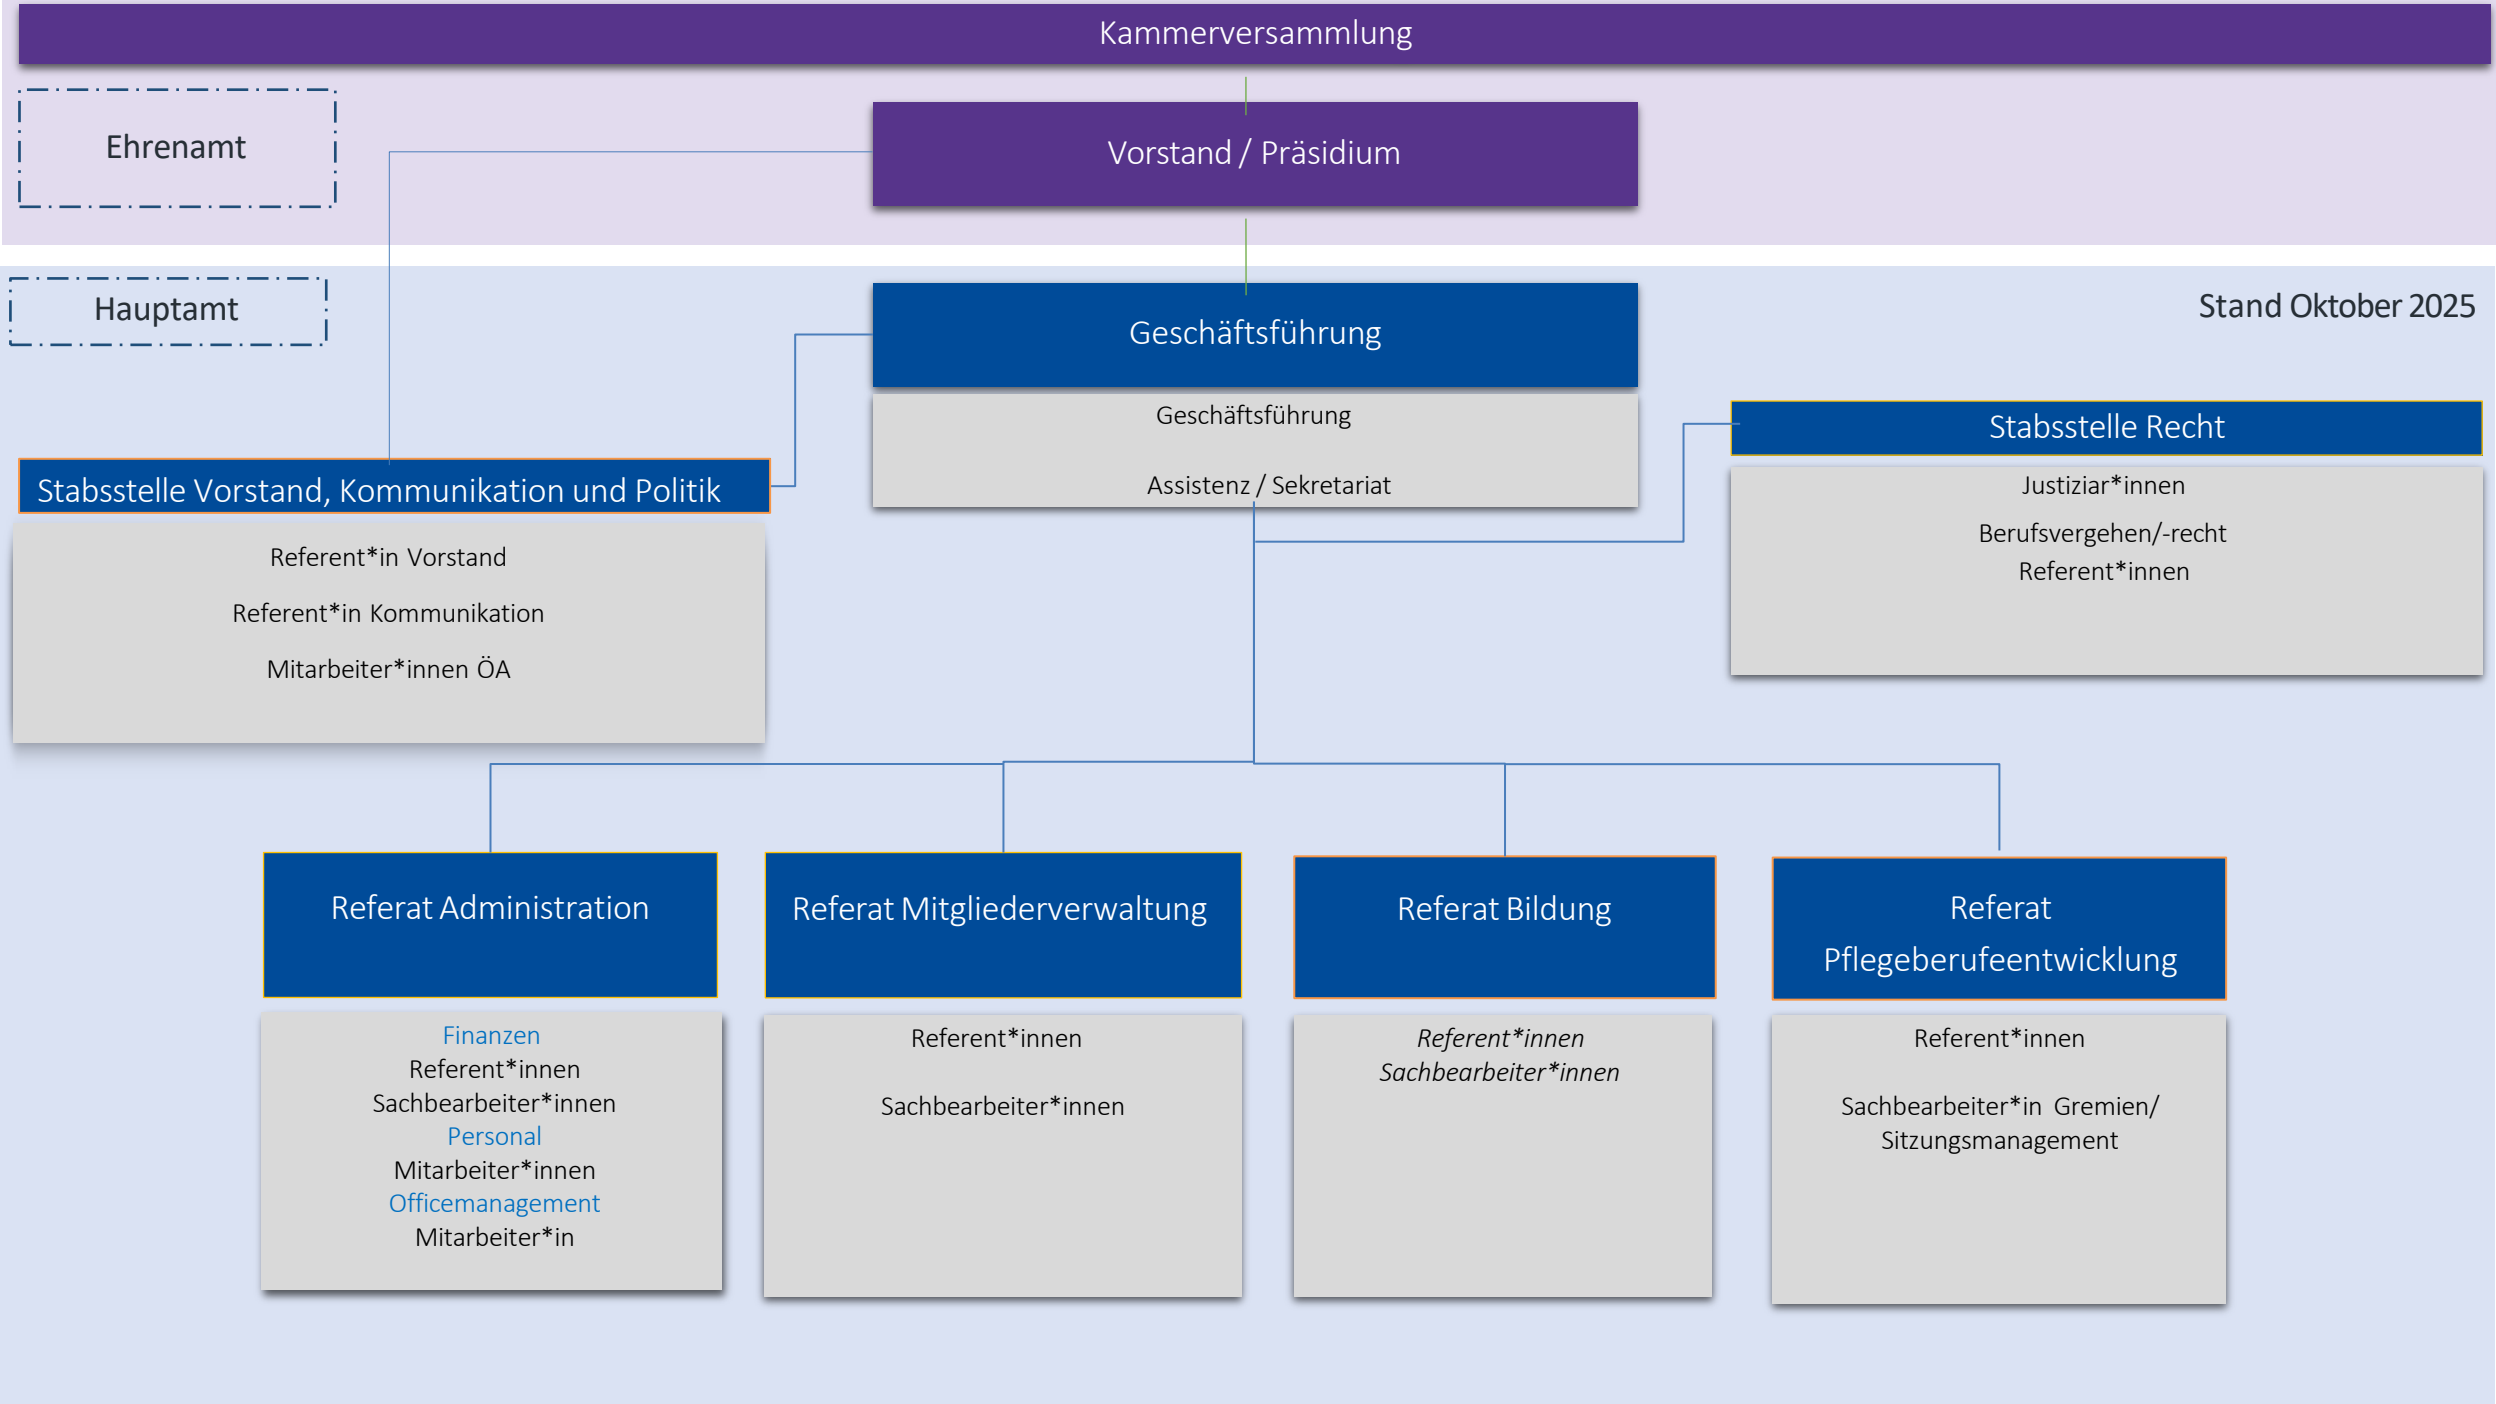 Kammerversammlung
Ehrenamt
Vorstand / Präsidium
Hauptamt
Stand Oktober 2025
Geschäftsführung
Geschäftsführung
Assistenz / Sekretariat
Stabsstelle Vorstand, Kommunikation und Politik
Referent*in Vorstand
Referent*in Kommunikation
Mitarbeiter*innen ÖA
Stabsstelle Recht
Justiziar*innen
Berufsvergehen/-recht
Referent*innen
Referat Administration
Finanzen
Referent*innen
Sachbearbeiter*innen
Personal
Mitarbeiter*innen
Officemanagement
Mitarbeiter*in
Referat Mitgliederverwaltung
Referent*innen
Sachbearbeiter*innen
Referat Bildung
Referent*innen
Sachbearbeiter*innen
Referat
Pflegeberufeentwicklung
Referent*innen
Sachbearbeiter*in Gremien/
Sitzungsmanagement